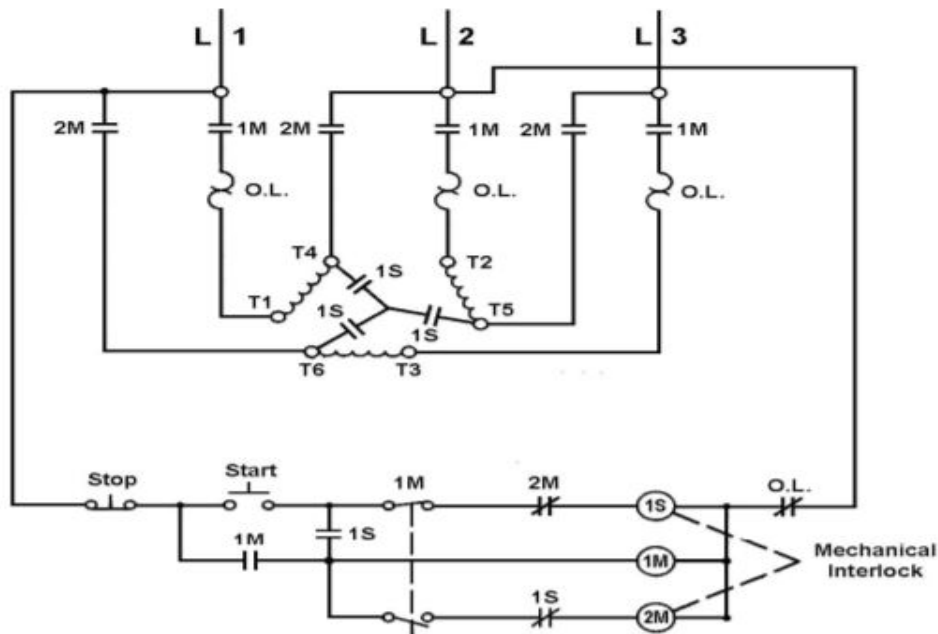 L 1
L 2
L 3
2M
1M
2M
1M
2M
1M
O.L.
O.L.
O.L.
T4
1S
T2
T1
1S
1S
T5
T6
T3
Stop
Start
1M
2M
1S
O.L.
1S
1M
1M
Mechanical
Interlock
1S
2M